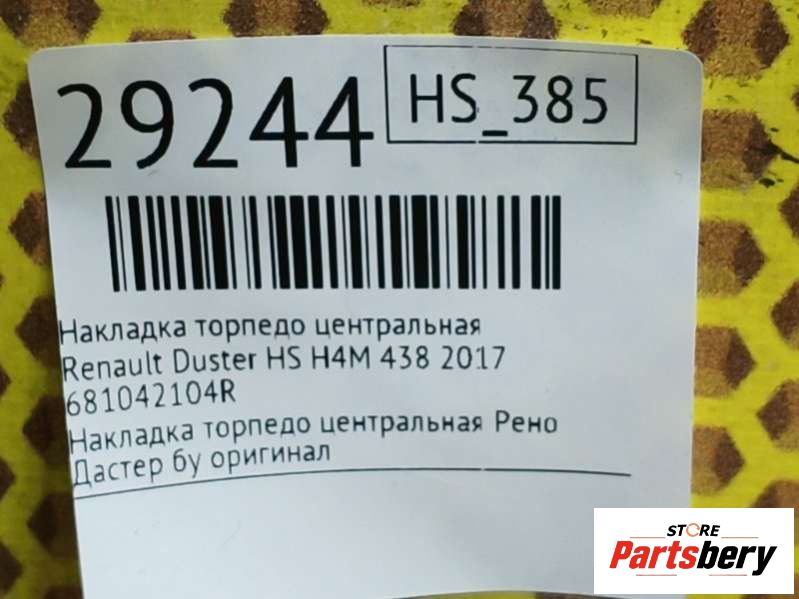 29244
HS_385
Накладка торпедо центральная
Renault Duster HS H4M 438 2017
681042104R
Накладка торпедо центральная Рено
Дастер бу оригинал
STORE
Partsbery